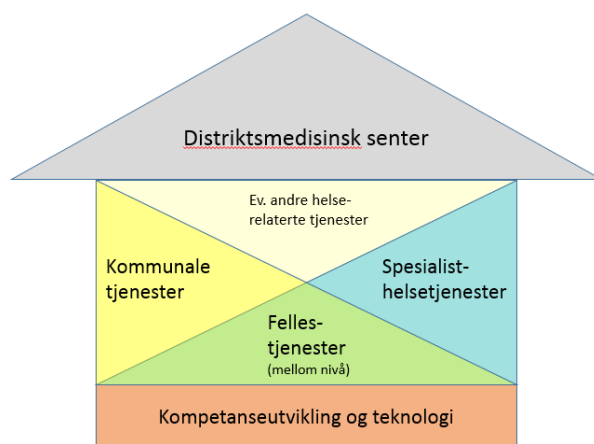 Distriktsmedisinsk senter
Ev. andre helse-
relaterte tjenester
Kommunale
tjenester
Spesialist-
helsetjenester
Felles-
tjenester
(mellom nivå)
Kompetanseutvikling og teknologi